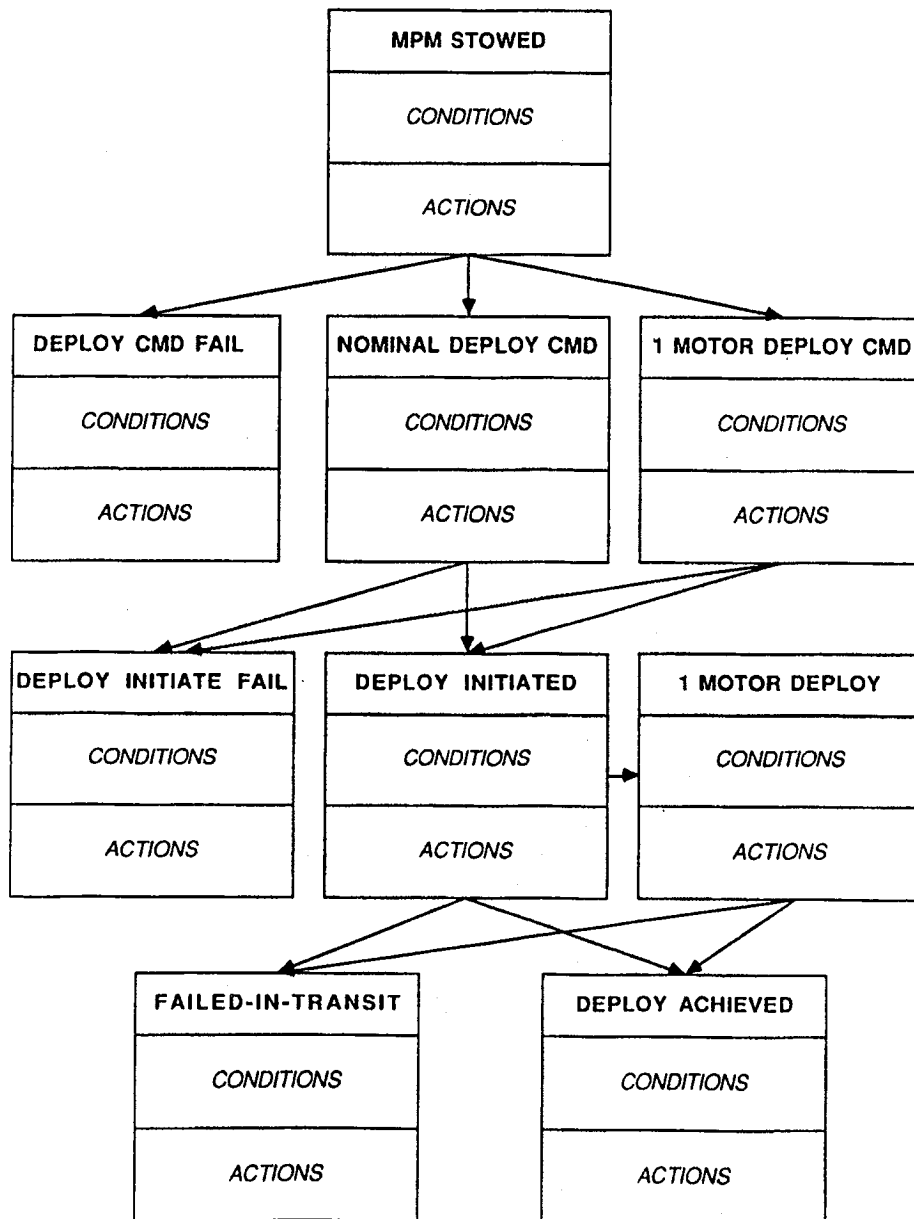 MPM STOWED
CONDITIONS
ACTIONS
DEPLOY CMD FAIL
CONDITIONS
ACTIONS
NOMINAL DEPLOY CMD
CONDITIONS
ACTIONS
1 MOTOR DEPLOY CMD
CONDITIONS
ACTIONS
DEPLOY INITIATE FAIL
CONDITIONS
ACTIONS
DEPLOY INITIATED
CONDITIONS
ACTIONS
1 MOTOR DEPLOY
CONDITIONS
ACTIONS
FAILED-IN-TRANSIT
CONDITIONS
ACTIONS
DEPLOY ACHIEVED
CONDITIONS
ACTIONS